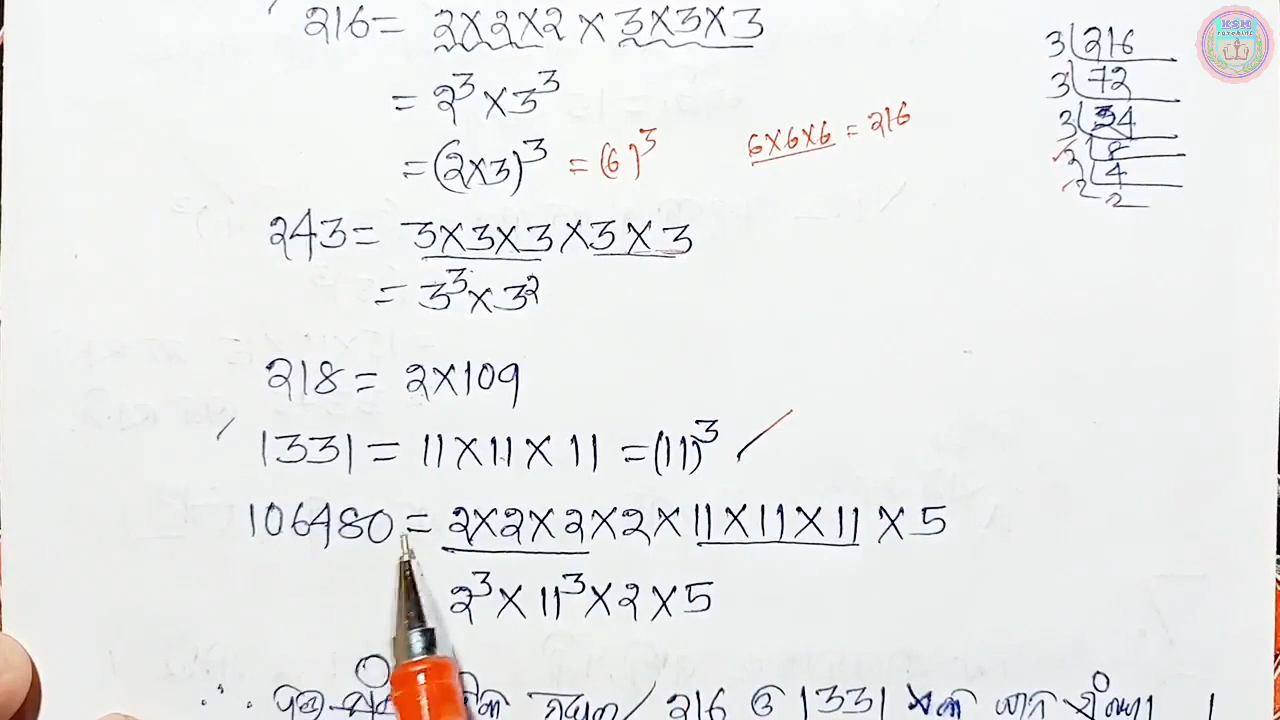 216 = 2×2×2 × 3×3×3
= 2³ × 3³
= (2×3)³ = (6)³
6×6×6 = 216
243 = 3×3×3 × 3×3
= 3³ × 3²
218 = 2×109
1331 = 11×11×11 = (11)³
106480 = 2×2×2×2×11×11×11×5
2³ × 11³ × 2 × 5
∴ 216 ଓ 1331 ଏକ ଘନ ସଂଖ୍ୟା ।
3 216
3 72
3
8
2 4
2
KSM